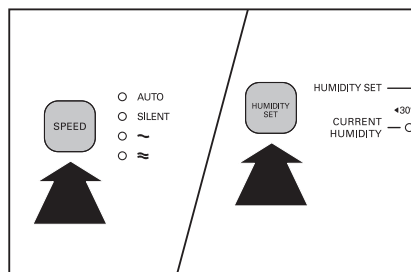 SPEED
AUTO
SILENT
~
≈
HUMIDITY
SET
HUMIDITY SET
◂30
CURRENT
HUMIDITY